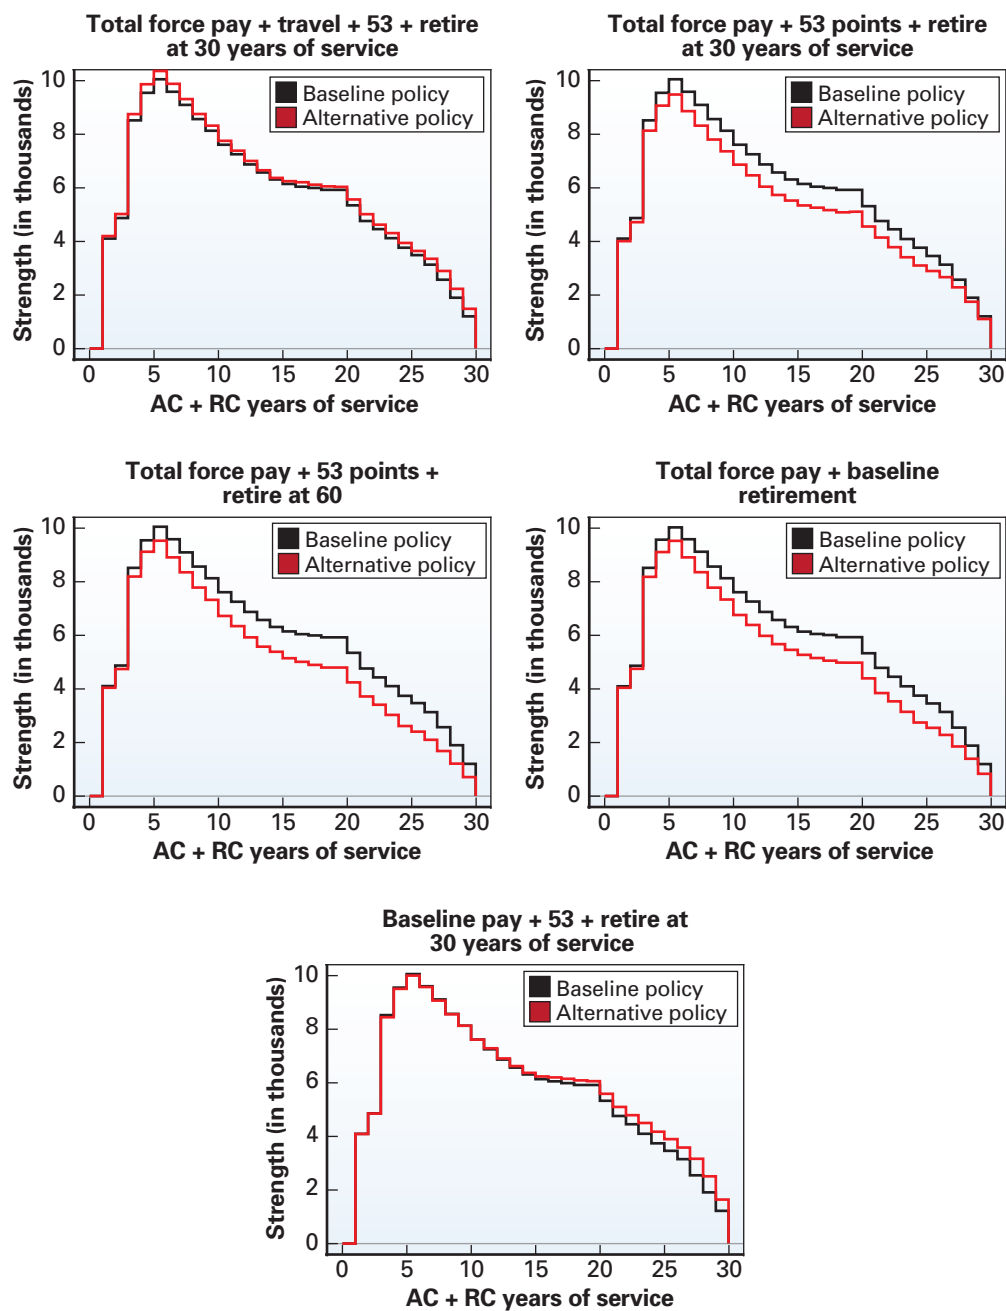 Total force pay + travel + 53 + retire
at 30 years of service
Strength (in thousands)
10
8
6
4
2
0
Baseline policy
Alternative policy
0 5 10 15 20 25 30
AC + RC years of service
Total force pay + 53 points + retire
at 30 years of service
Strength (in thousands)
10
8
6
4
2
0
Baseline policy
Alternative policy
0 5 10 15 20 25 30
AC + RC years of service
Total force pay + 53 points +
retire at 60
Strength (in thousands)
10
8
6
4
2
0
Baseline policy
Alternative policy
0 5 10 15 20 25 30
AC + RC years of service
Total force pay + baseline
retirement
Strength (in thousands)
10
8
6
4
2
0
Baseline policy
Alternative policy
0 5 10 15 20 25 30
AC + RC years of service
Baseline pay + 53 + retire at
30 years of service
Strength (in thousands)
10
8
6
4
2
0
Baseline policy
Alternative policy
0 5 10 15 20 25 30
AC + RC years of service